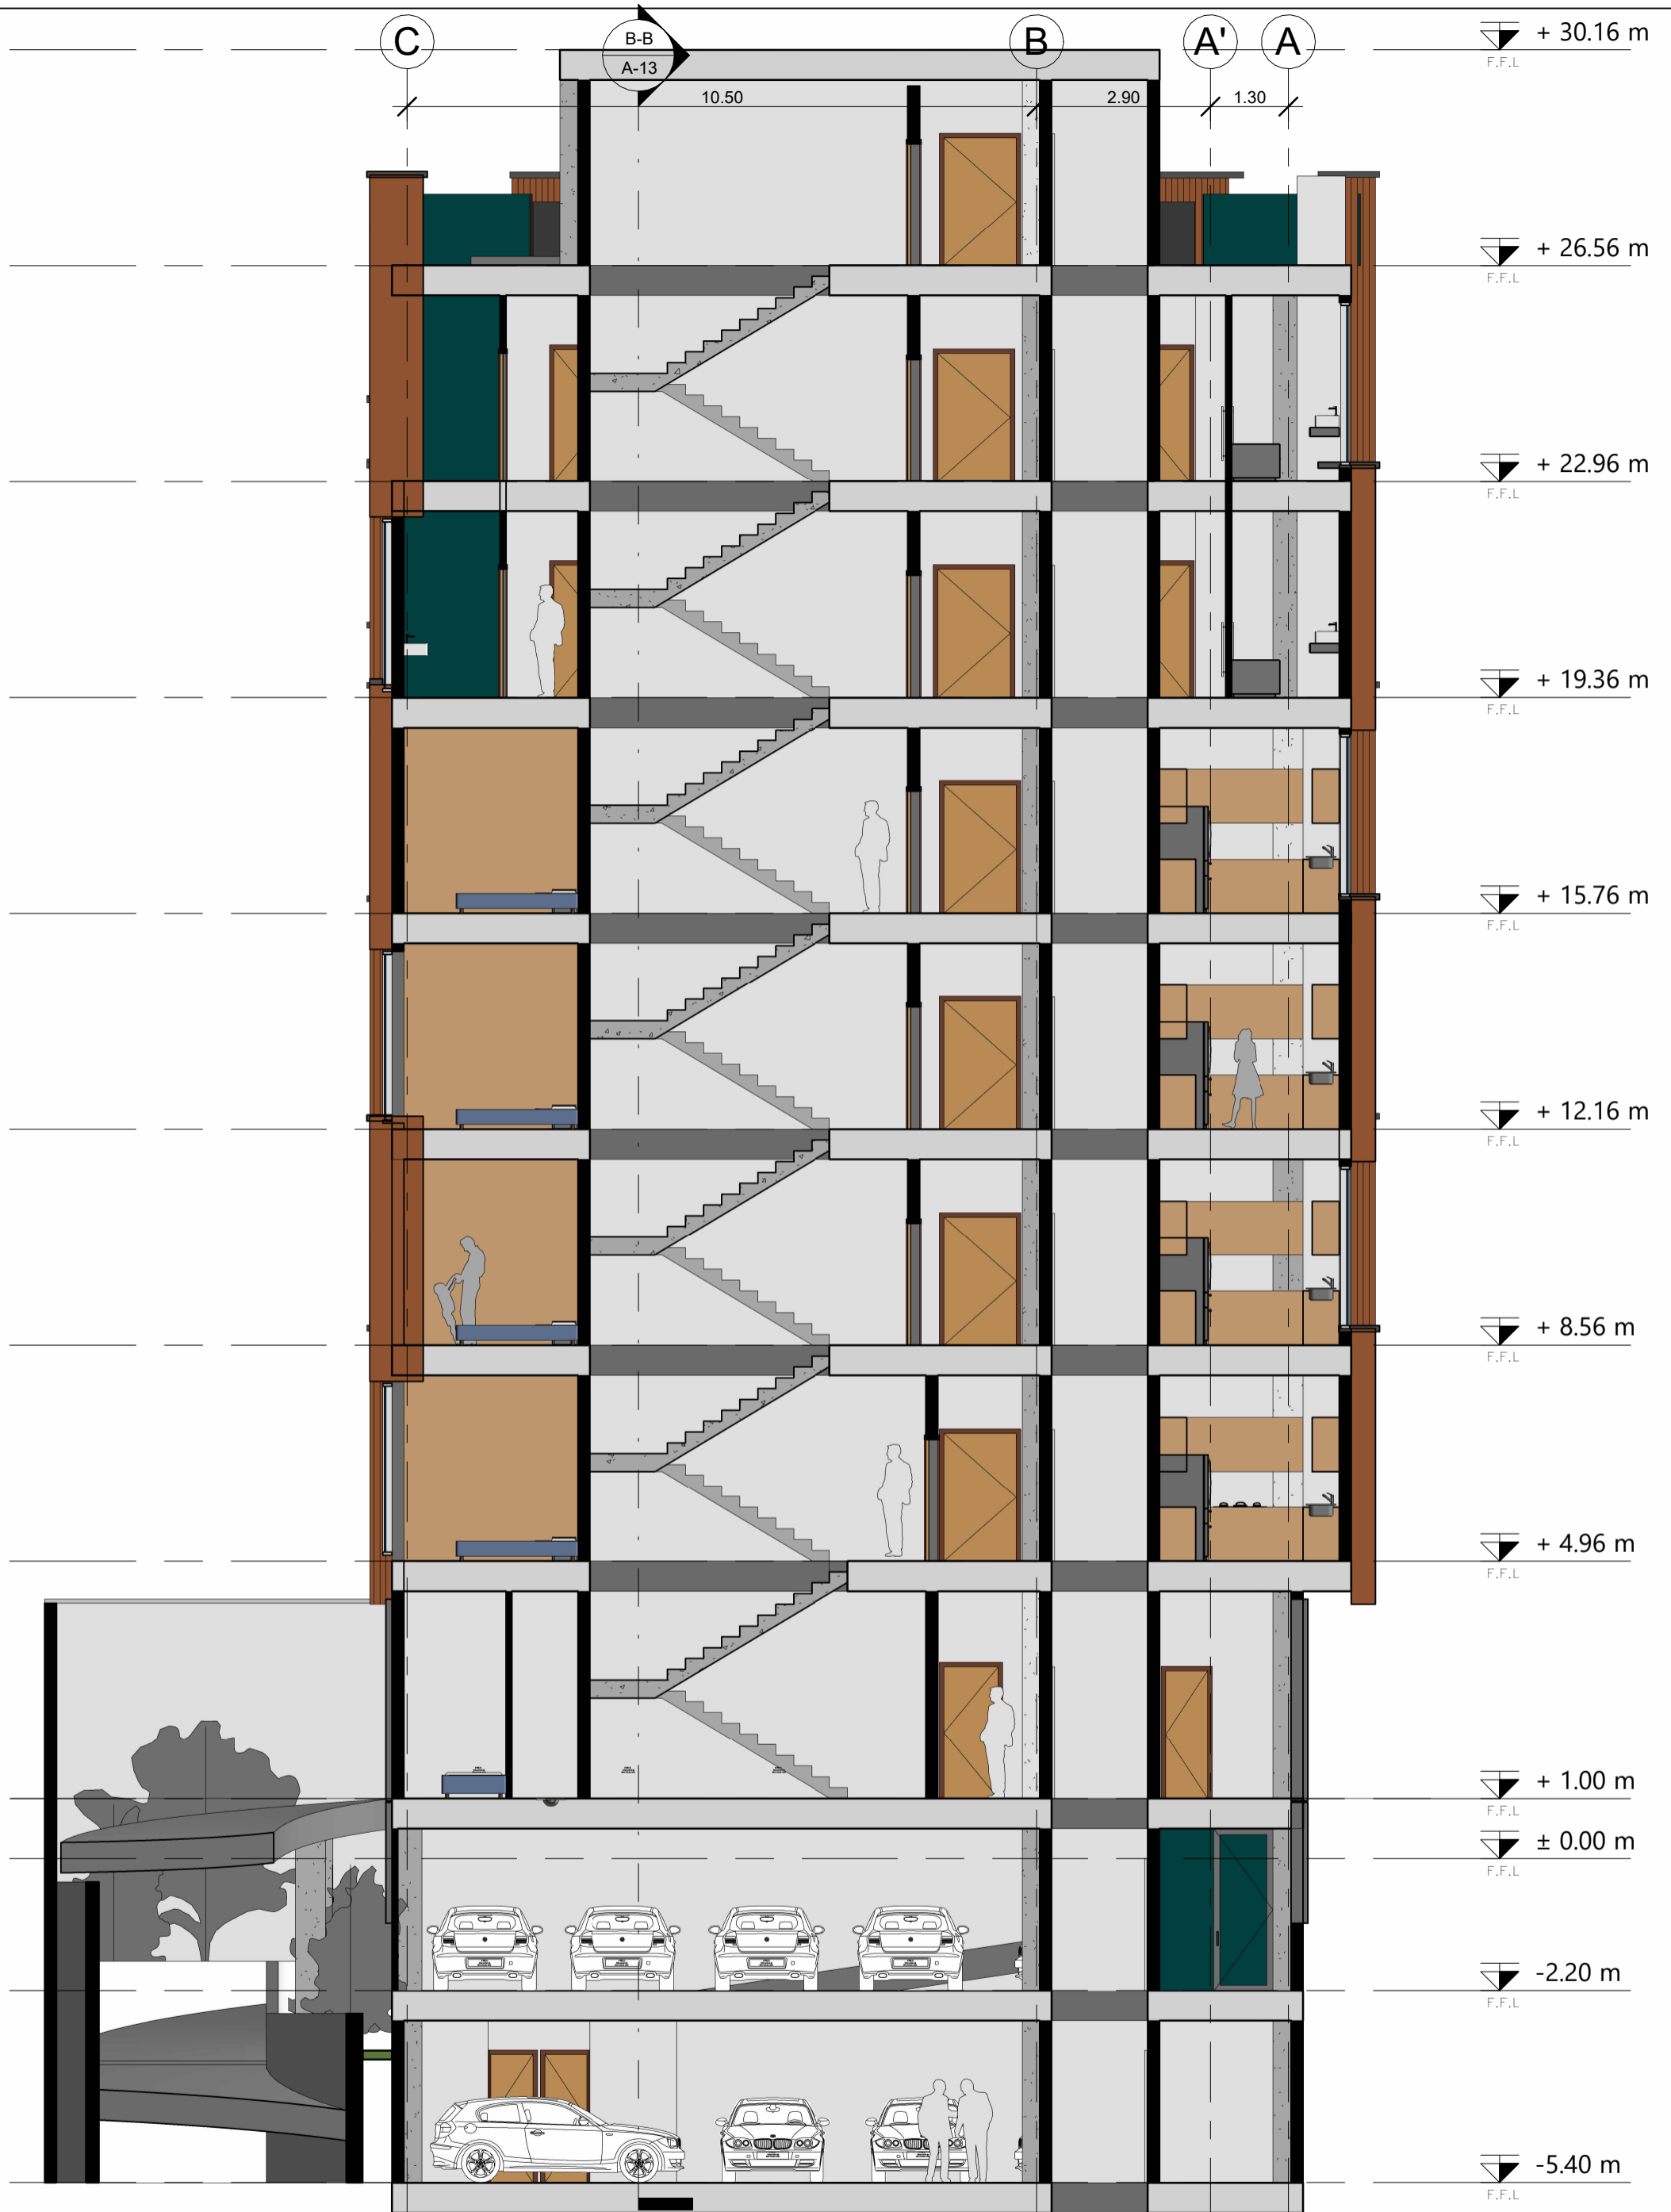 C
B-B
A-13
B
A'
A
+ 30.16 m
F.F.L
10.50
2.90
1.30
+ 26.56 m
F.F.L
+ 22.96 m
F.F.L
+ 19.36 m
F.F.L
+ 15.76 m
F.F.L
+ 12.16 m
F.F.L
+ 8.56 m
F.F.L
+ 4.96 m
F.F.L
+ 1.00 m
F.F.L
± 0.00 m
F.F.L
-2.20 m
F.F.L
-5.40 m
F.F.L